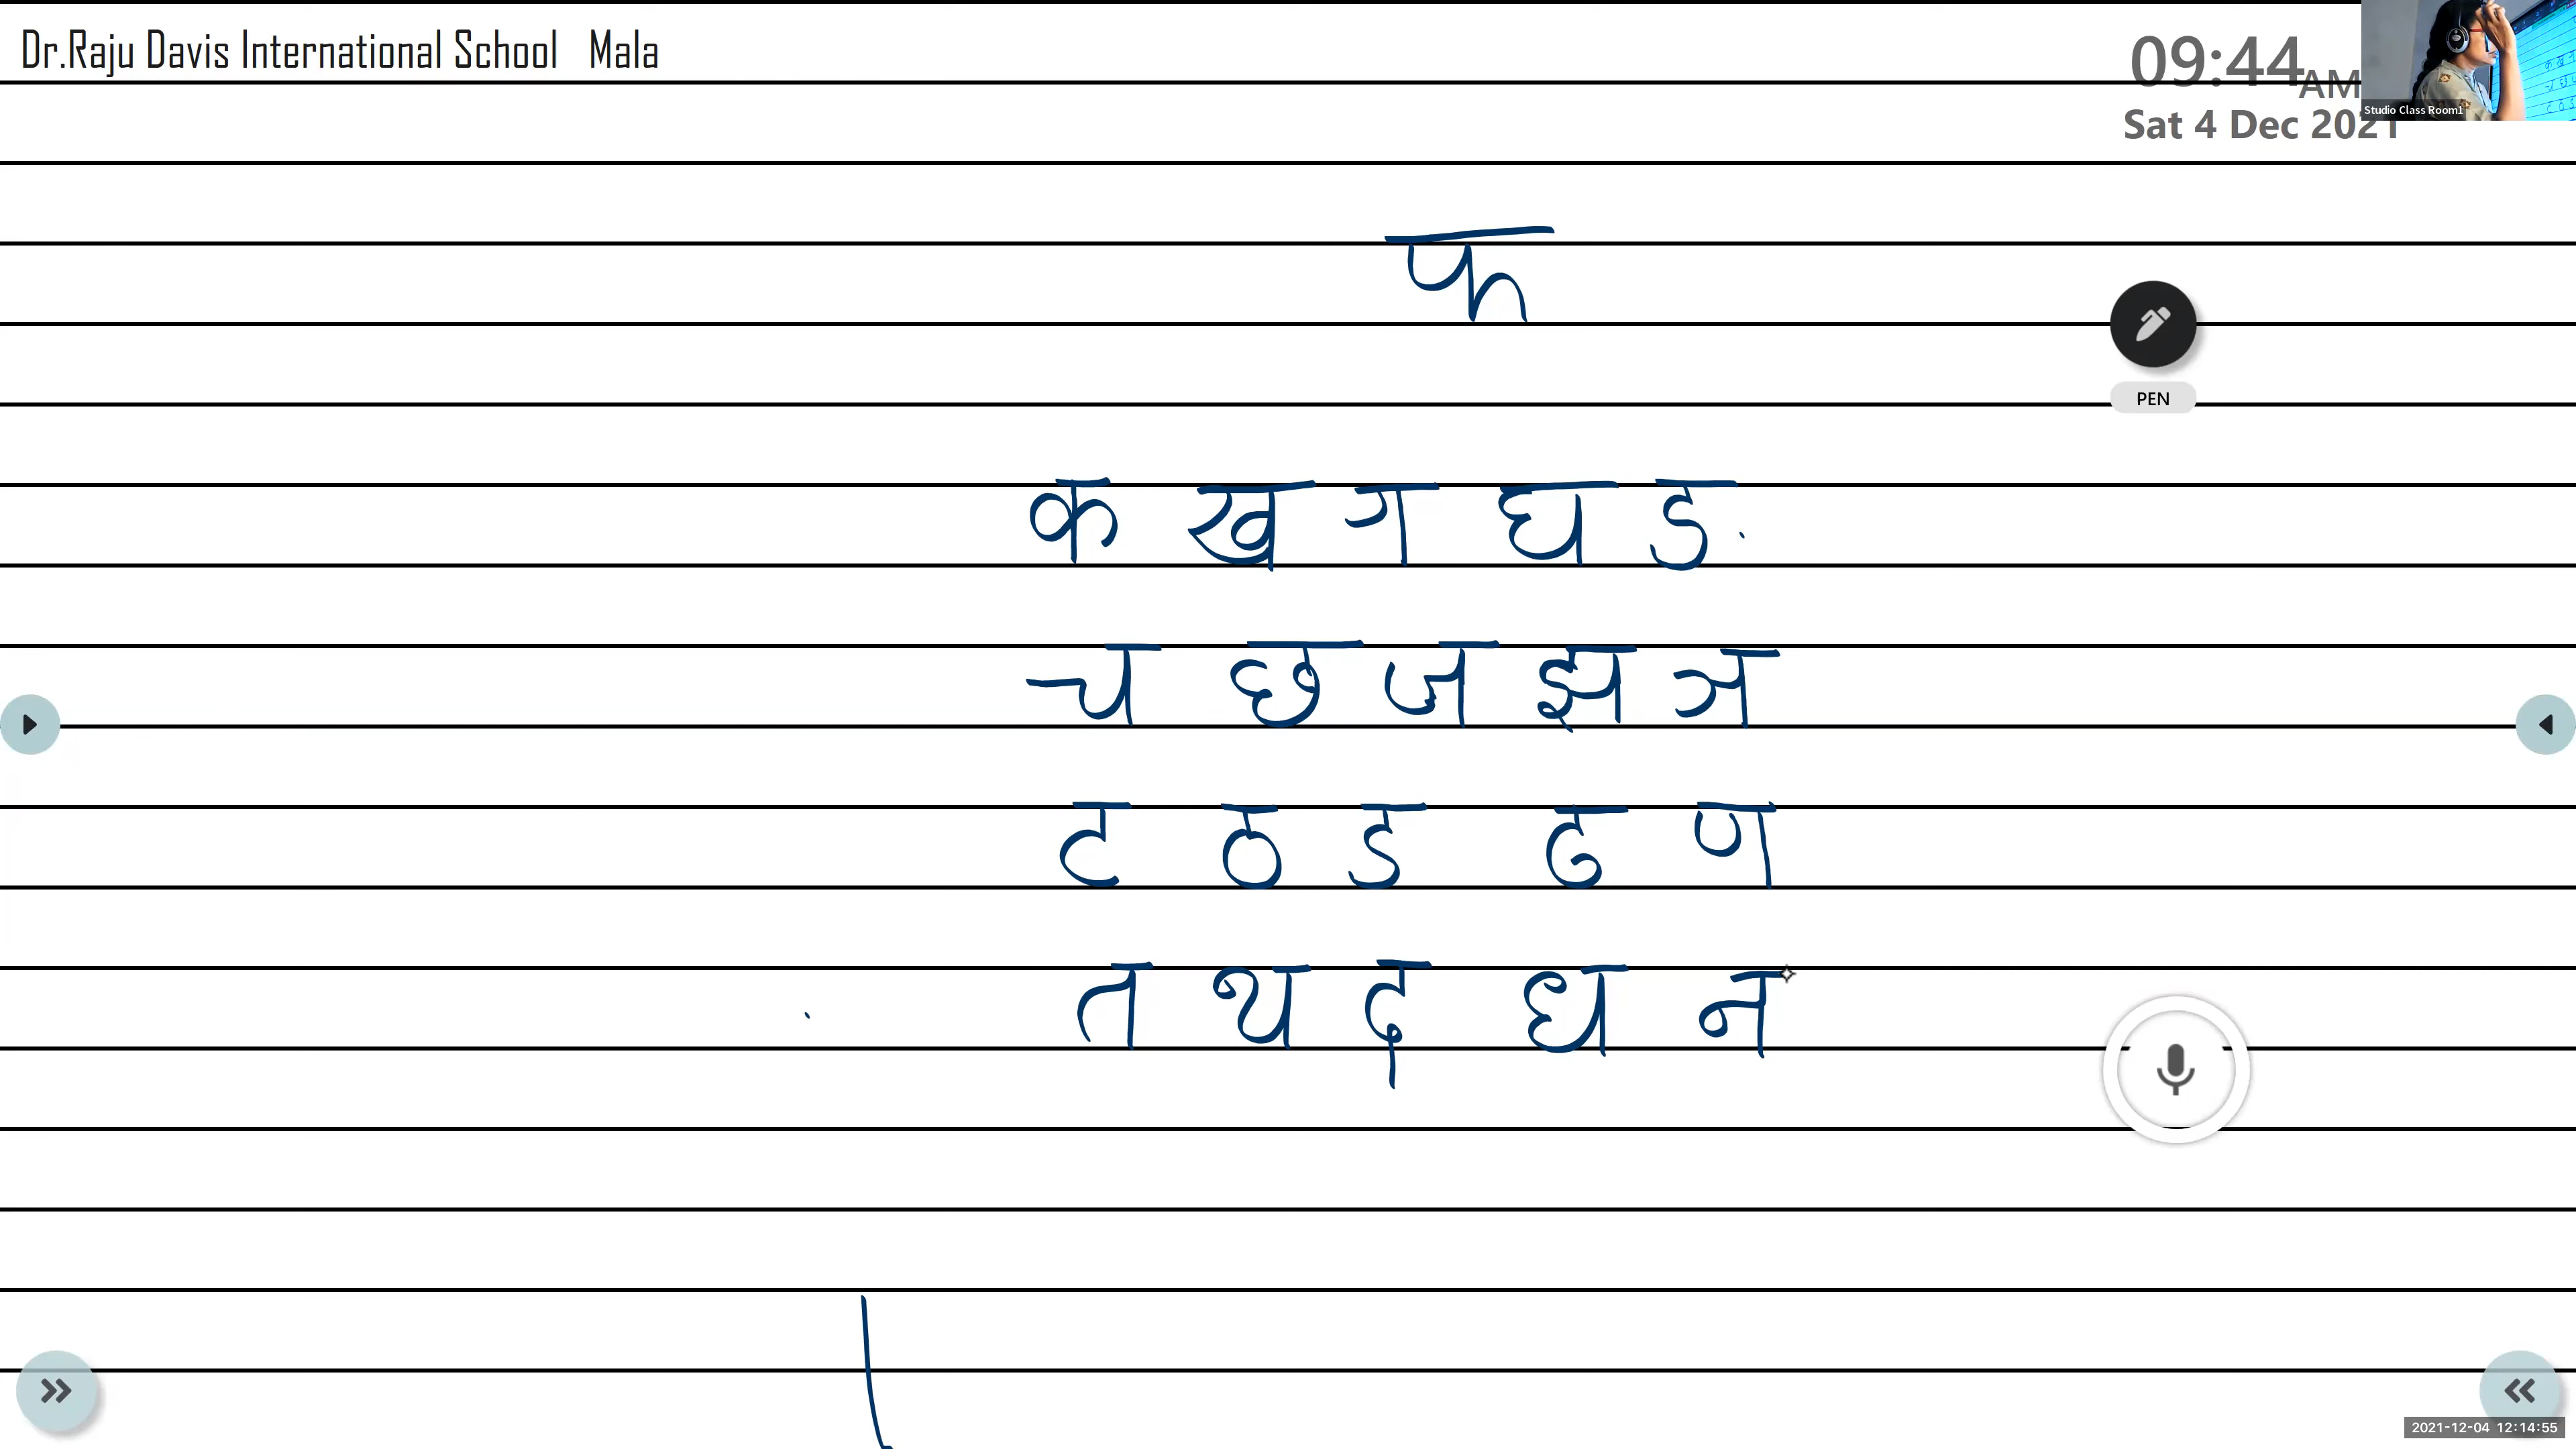 Dr.Raju Davis International School Mala
09:44 AM
Sat 4 Dec 2021
Studio Class Room1
फ
PEN
क ख ग घ ङ
च छ ज झ ञ
ट ठ ड ढ ण
त थ द ध न
2021-12-04 12:14:55